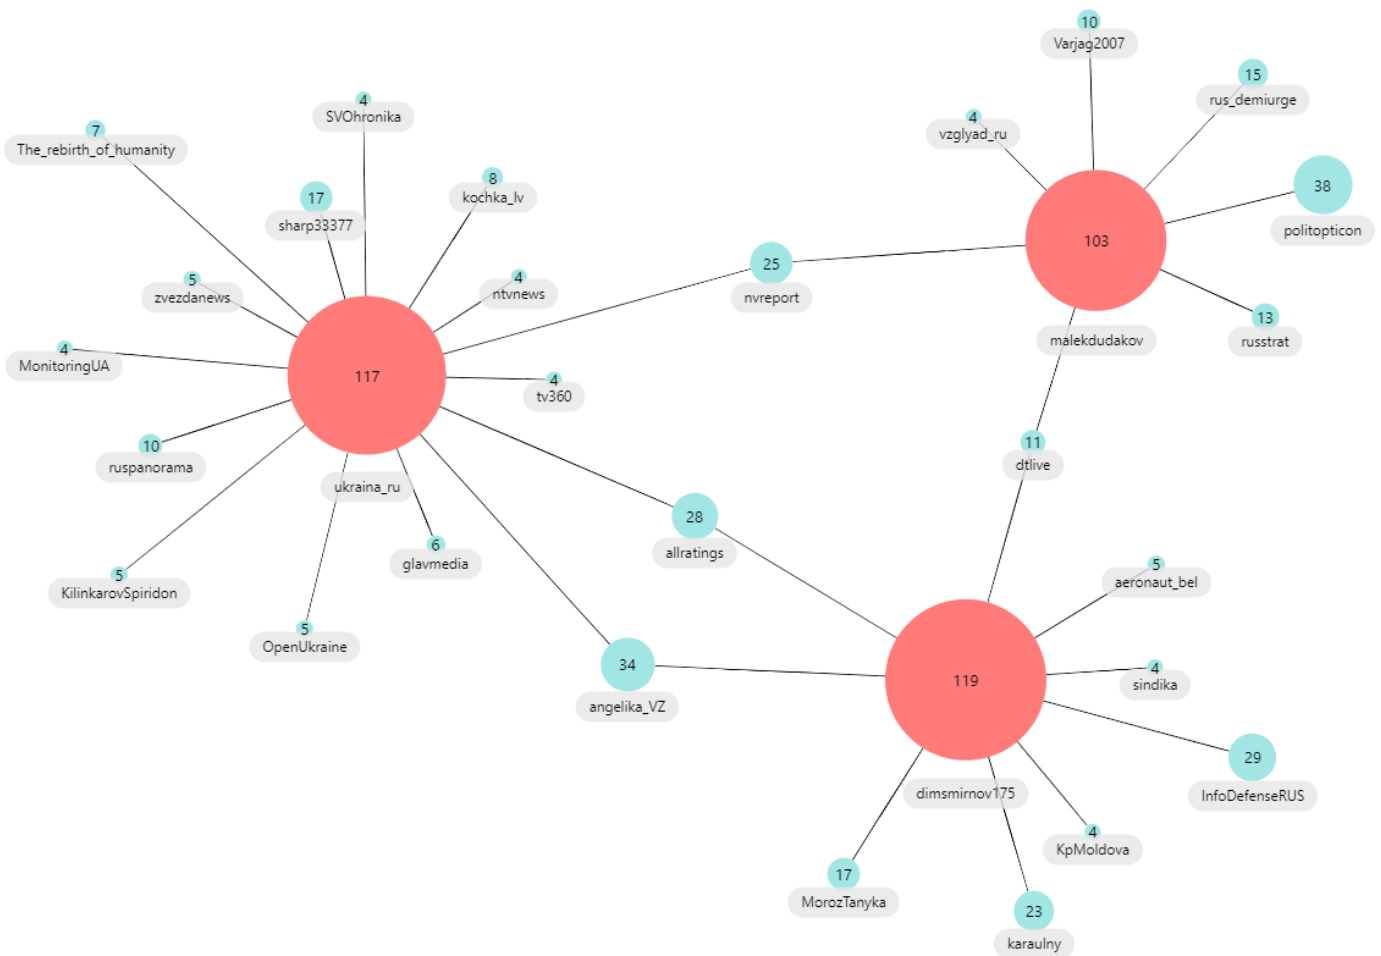 10
Varjag2007
15
rus_demiurge
4
SVOhronika
4
vzglyad_ru
7
The_rebirth_of_humanity
8
kochka_lv
38
politopticon
17
sharp33377
103
25
nvreport
5
zvezdanews
4
ntvnews
13
russtrat
malekdudakov
4
MonitoringUA
117
4
tv360
10
ruspanorama
11
dtlive
ukraina_ru
28
allratings
6
glavmedia
5
KilinkarovSpiridon
5
aeronaut_bel
5
OpenUkraine
34
angelika_VZ
119
4
sindika
29
InfoDefenseRUS
dimsmirnov175
4
KpMoldova
17
MorozTanyka
23
karaulny